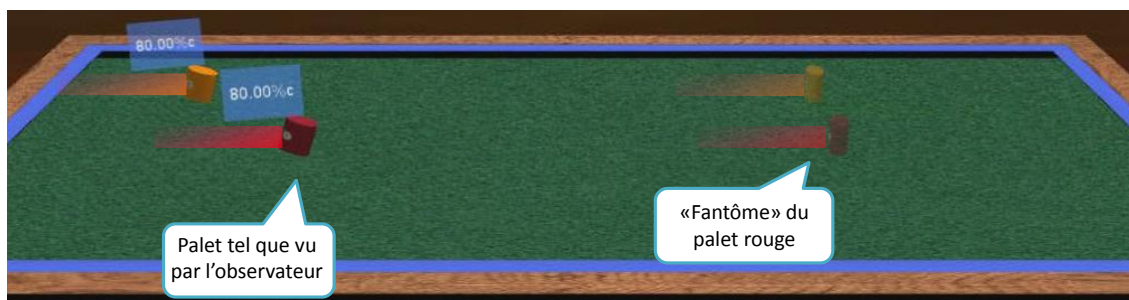 80.00%c
80.00%c
Palet tel que vu
par l’observateur
«Fantôme» du
palet rouge